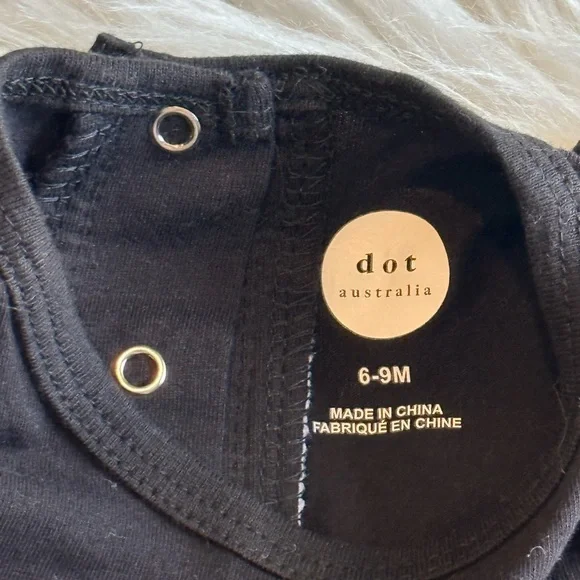 dot
australia
6-9M
MADE IN CHINA
FABRIQUÉ EN CHINE